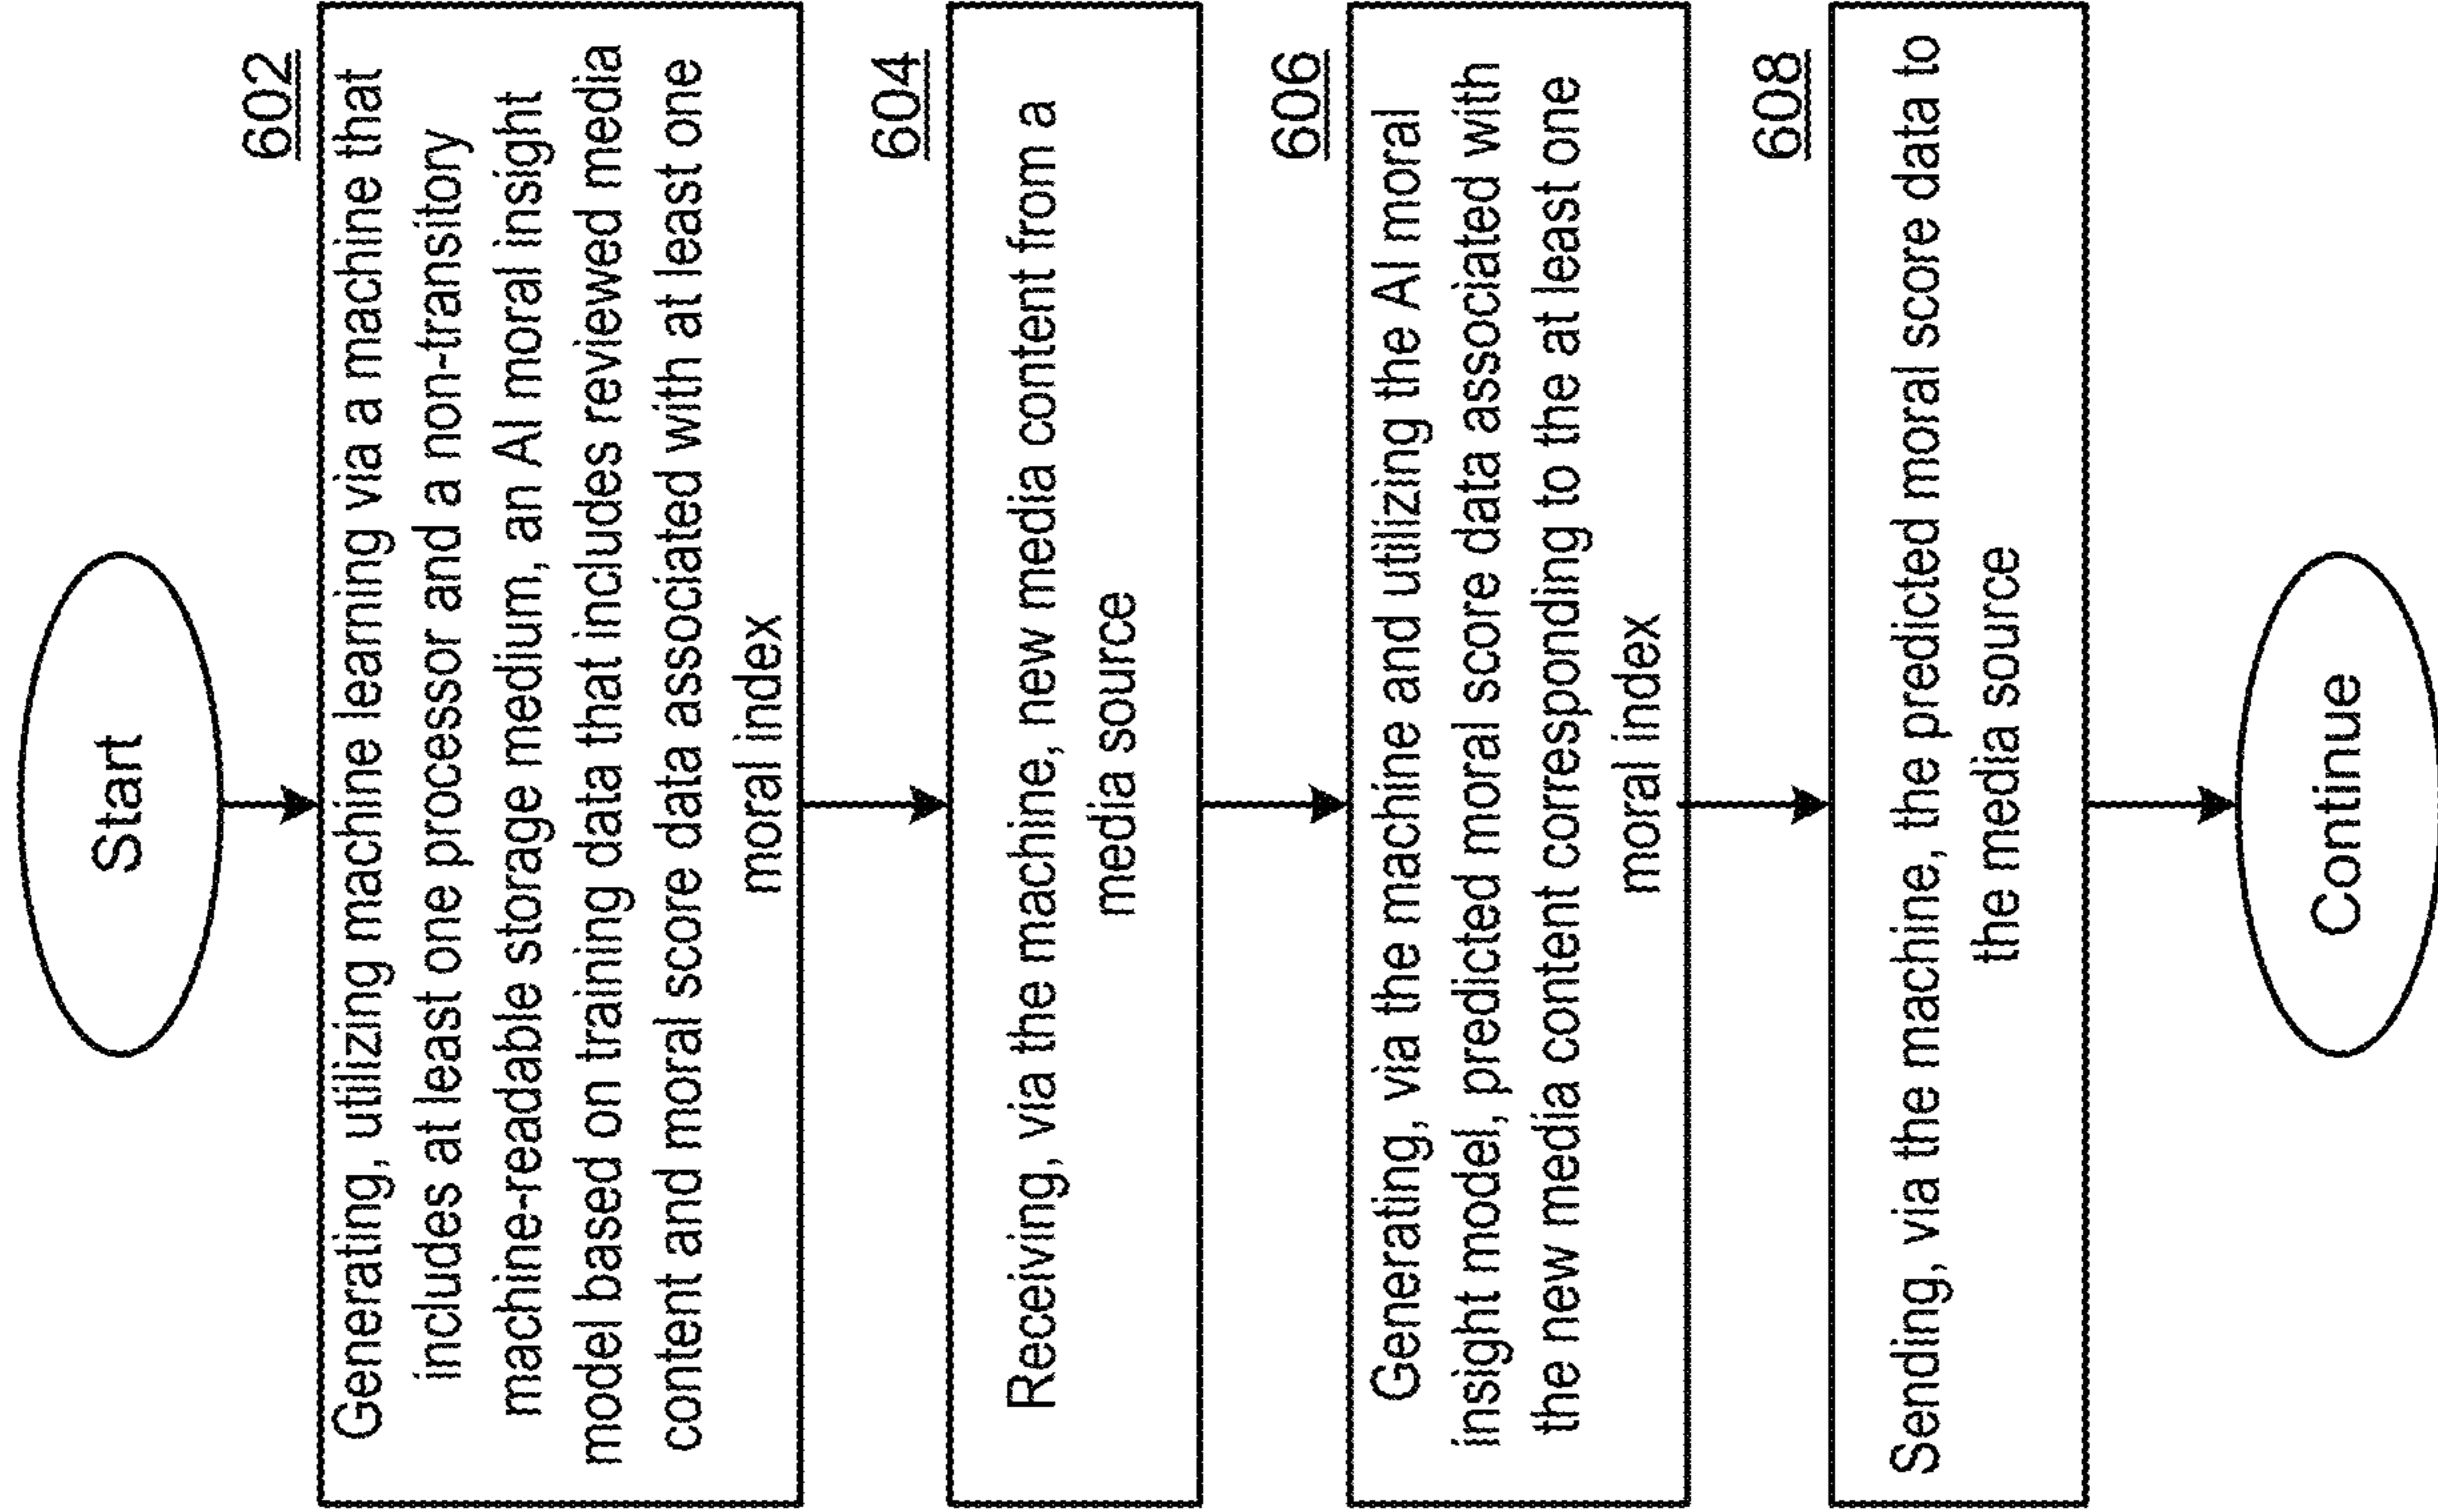 Start
602
Generating, utilizing machine learning via a machine that
includes at least one processor and a non-transitory
machine-readable storage medium, an AI moral insight
model based on training data that includes reviewed media
content and moral score data associated with at least one
moral index
604
Receiving, via the machine, new media content from a
media source
606
Generating, via the machine and utilizing the AI moral
insight model, predicted moral score data associated with
the new media content corresponding to the at least one
moral index
608
Sending, via the machine, the predicted moral score data to
the media source
Continue